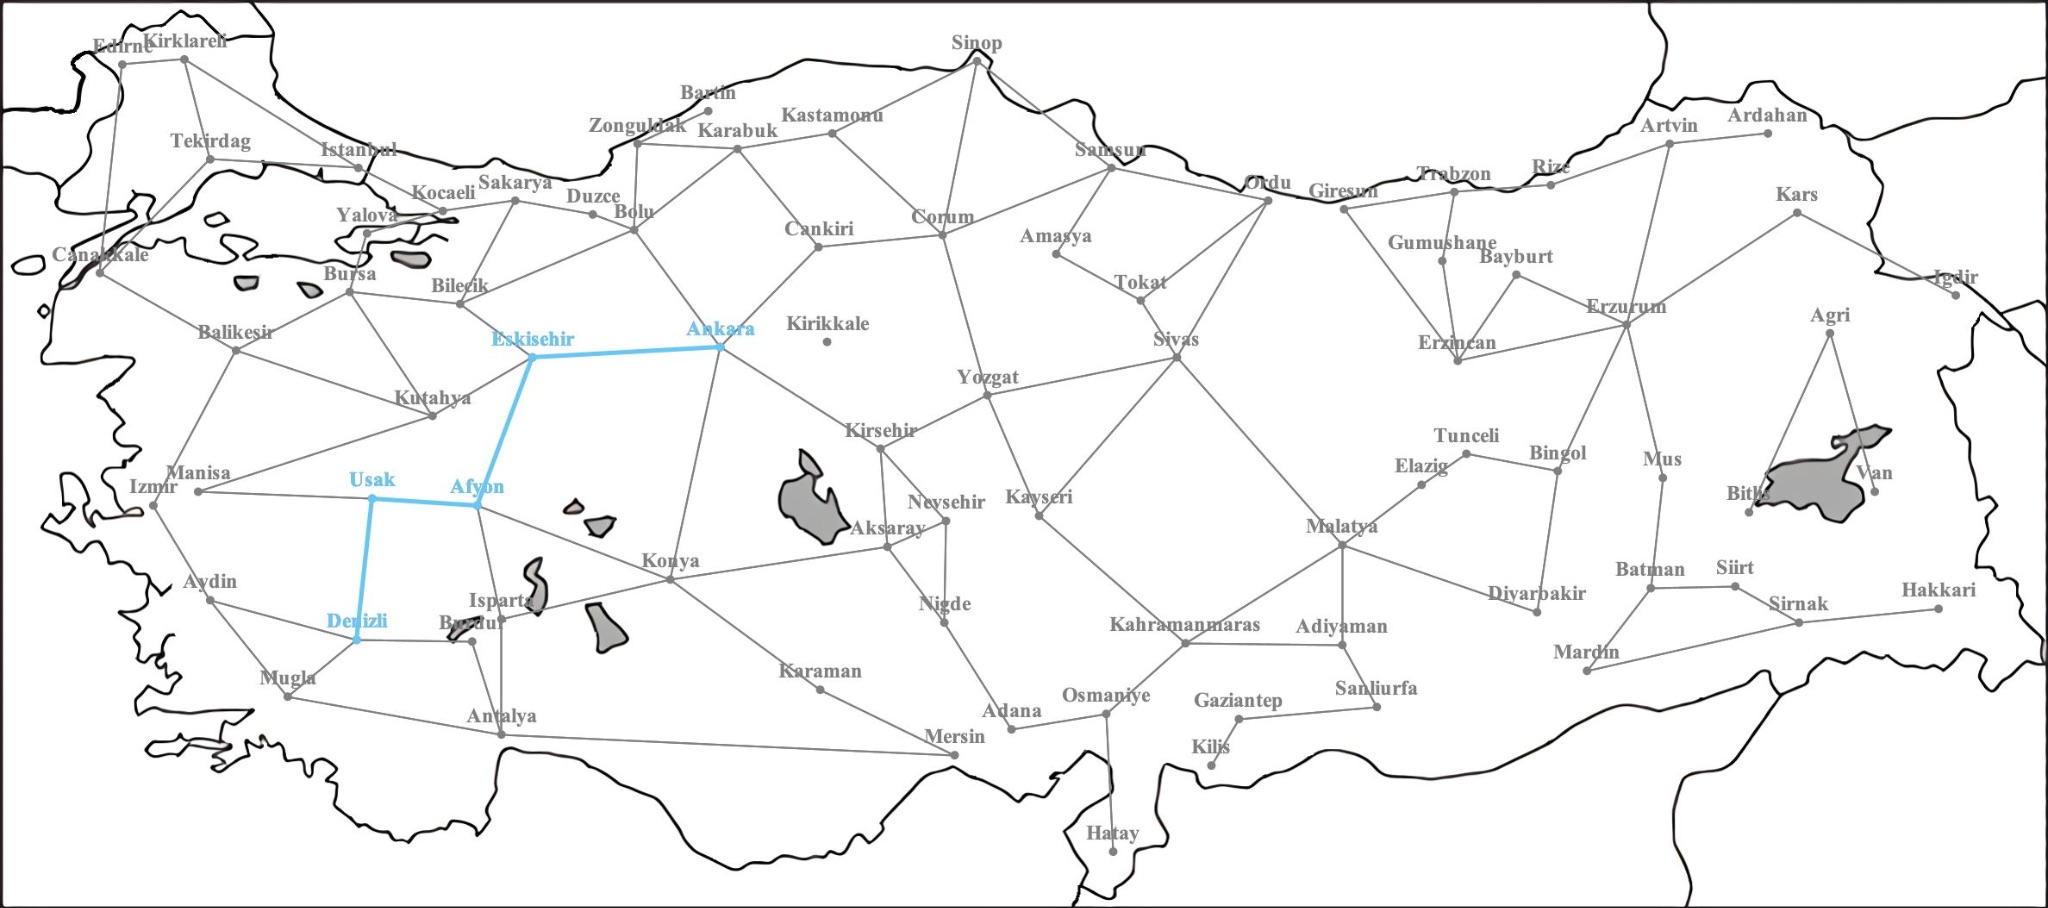 Edirne
Kirklareli
Sinop
Bartin
Kastamonu
Zonguldak
Karabuk
Ardahan
Artvin
Tekirdag
Istanbul
Samsun
Trabzon
Rize
Kocaeli
Sakarya
Duzce
Bolu
Ordu
Giresun
Kars
Yalova
Corum
Cankiri
Amasya
Gumushane
Bayburt
Canakkale
Bursa
Bilecik
Tokat
Igdir
Erzurum
Agri
Balikesir
Eskisehir
Ankara
Kirikkale
Sivas
Erzincan
Kutahya
Yozgat
Kirsehir
Tunceli
Elazig
Bingol
Mus
Van
Bitlis
Izmir
Manisa
Usak
Afyon
Nevsehir
Kayseri
Aksaray
Malatya
Konya
Aydin
Batman
Siirt
Hakkari
Diyarbakir
Sirnak
Isparta
Nigde
Denizli
Burdur
Kahramanmaras
Adiyaman
Mardin
Mugla
Karaman
Sanliurfa
Osmaniye
Gaziantep
Antalya
Adana
Mersin
Kilis
Hatay